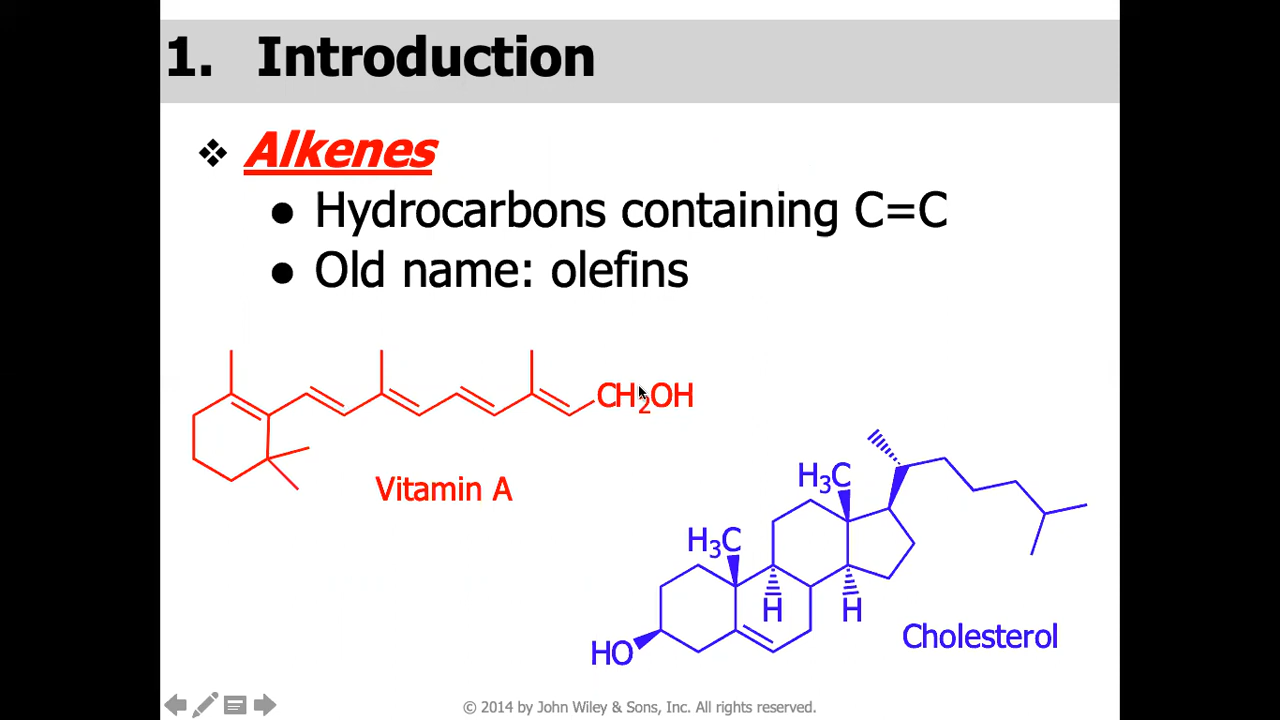 1. Introduction
❖ Alkenes
● Hydrocarbons containing C=C
● Old name: olefins
CH₂OH
Vitamin A
H₃C
H₃C
H
H
HO
Cholesterol
© 2014 by John Wiley & Sons, Inc. All rights reserved.